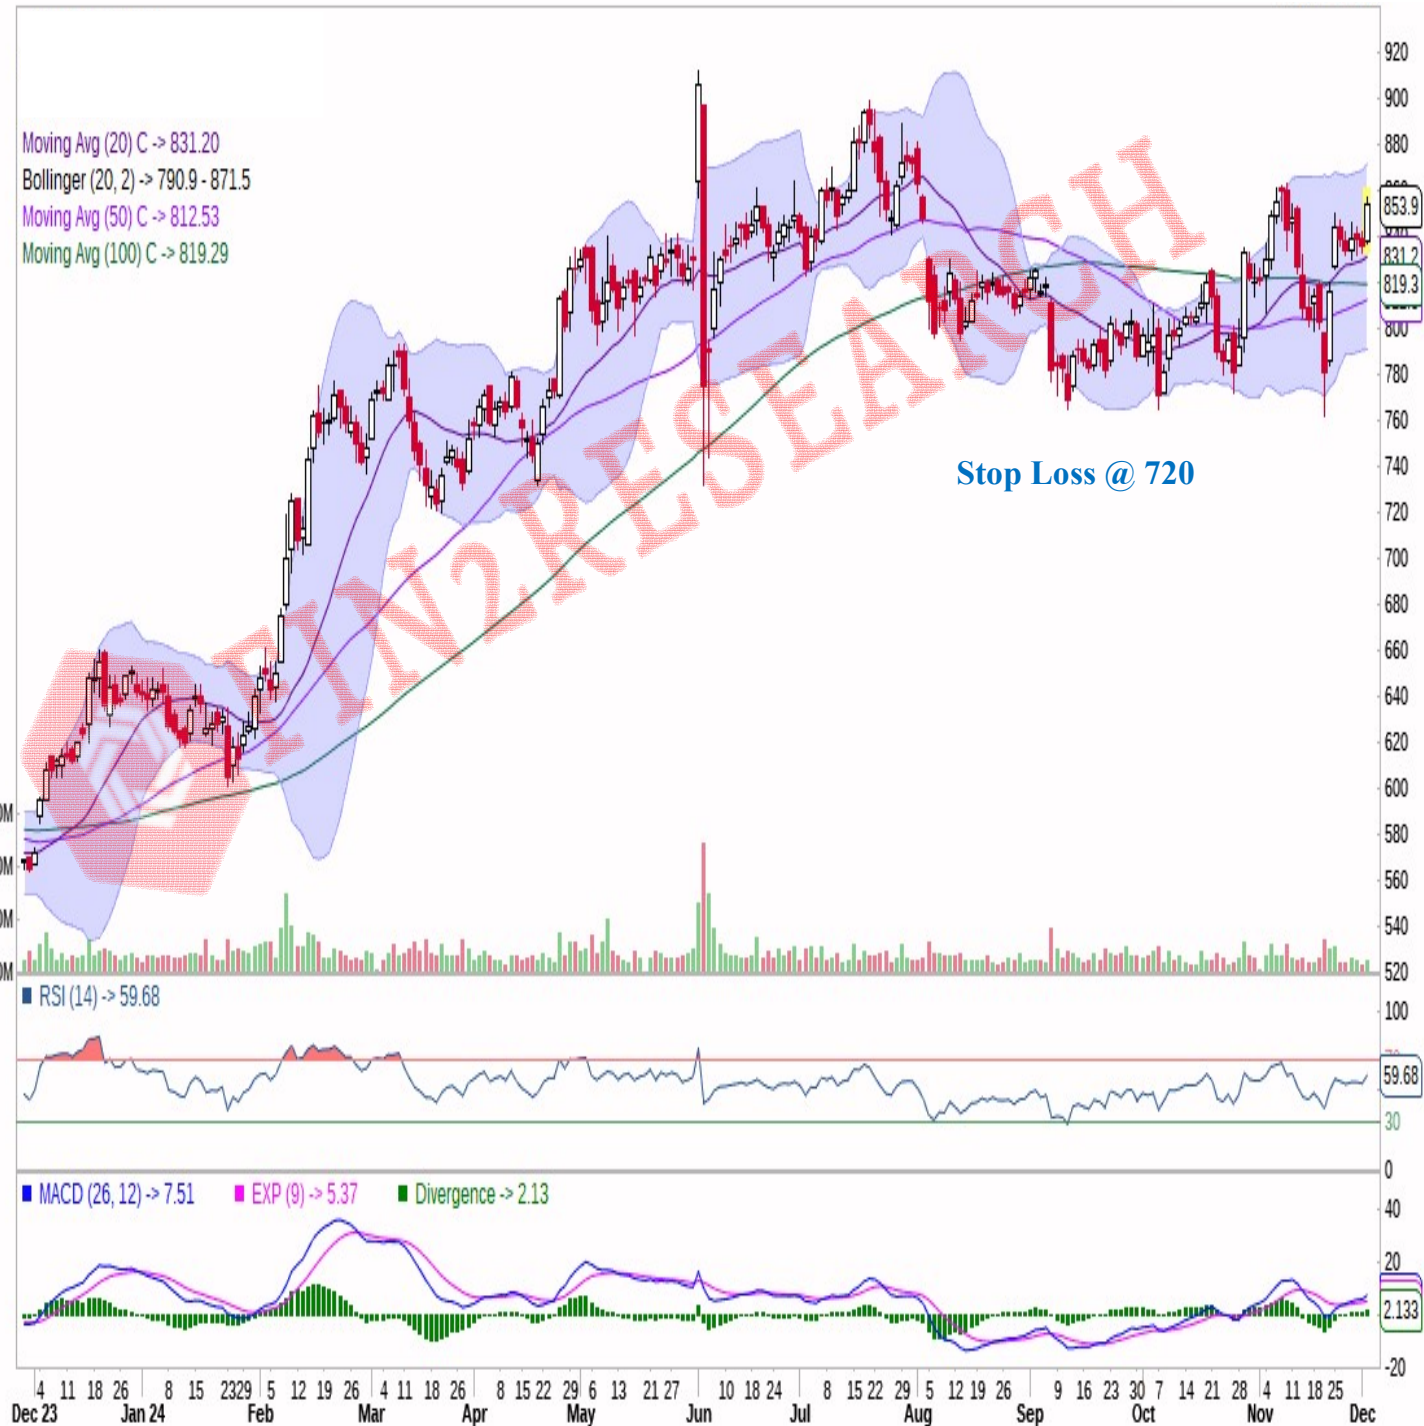 920
900
Moving Avg (20) C -> 831.20
880
Bollinger (20, 2) -> 790.9 - 871.5
853.9
Moving Avg (50) C -> 812.53
Moving Avg (100) C -> 819.29
831.2
819.3
800
780
760
FIN2RESEARCH
Stop Loss @ 720
740
720
700
680
660
640
620
600
580
560
540
520
RSI (14) -> 59.68
100
59.68
30
0
MACD (26, 12) -> 7.51 EXP (9) -> 5.37 Divergence -> 2.13
40
20
2.133
-20
4 11 18 26 8 15 2329 5 12 19 26 4 11 18 26 8 15 22 29 6 13 21 27 10 18 24 8 15 22 29 5 12 19 26 9 16 23 30 7 14 21 28 4 11 18 25
Dec 23 Jan 24 Feb Mar Apr May Jun Jul Aug Sep Oct Nov Dec